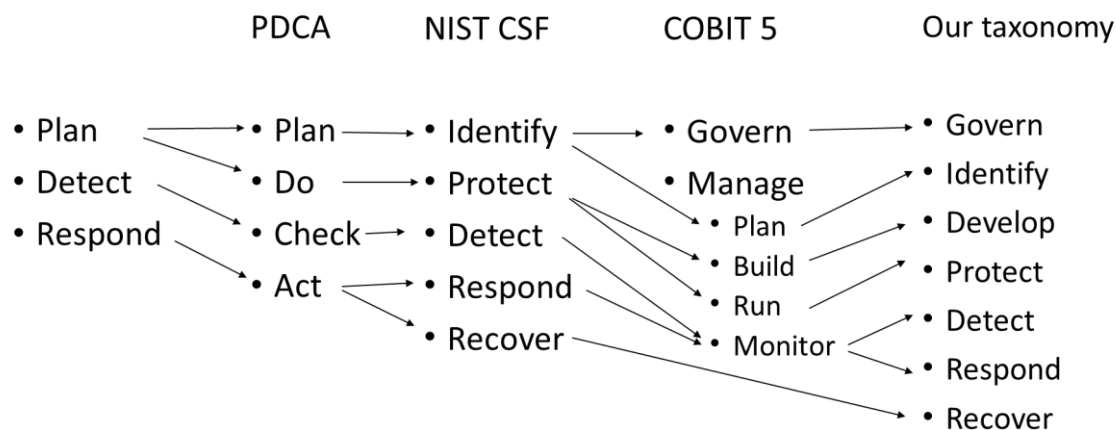 PDCA
NIST CSF
COBIT 5
Our taxonomy
• Plan
• Detect
• Respond
• Plan
• Do
• Check
• Act
• Identify
• Protect
• Detect
• Respond
• Recover
• Govern
• Manage
• Plan
• Build
• Run
• Monitor
• Govern
• Identify
• Develop
• Protect
• Detect
• Respond
• Recover